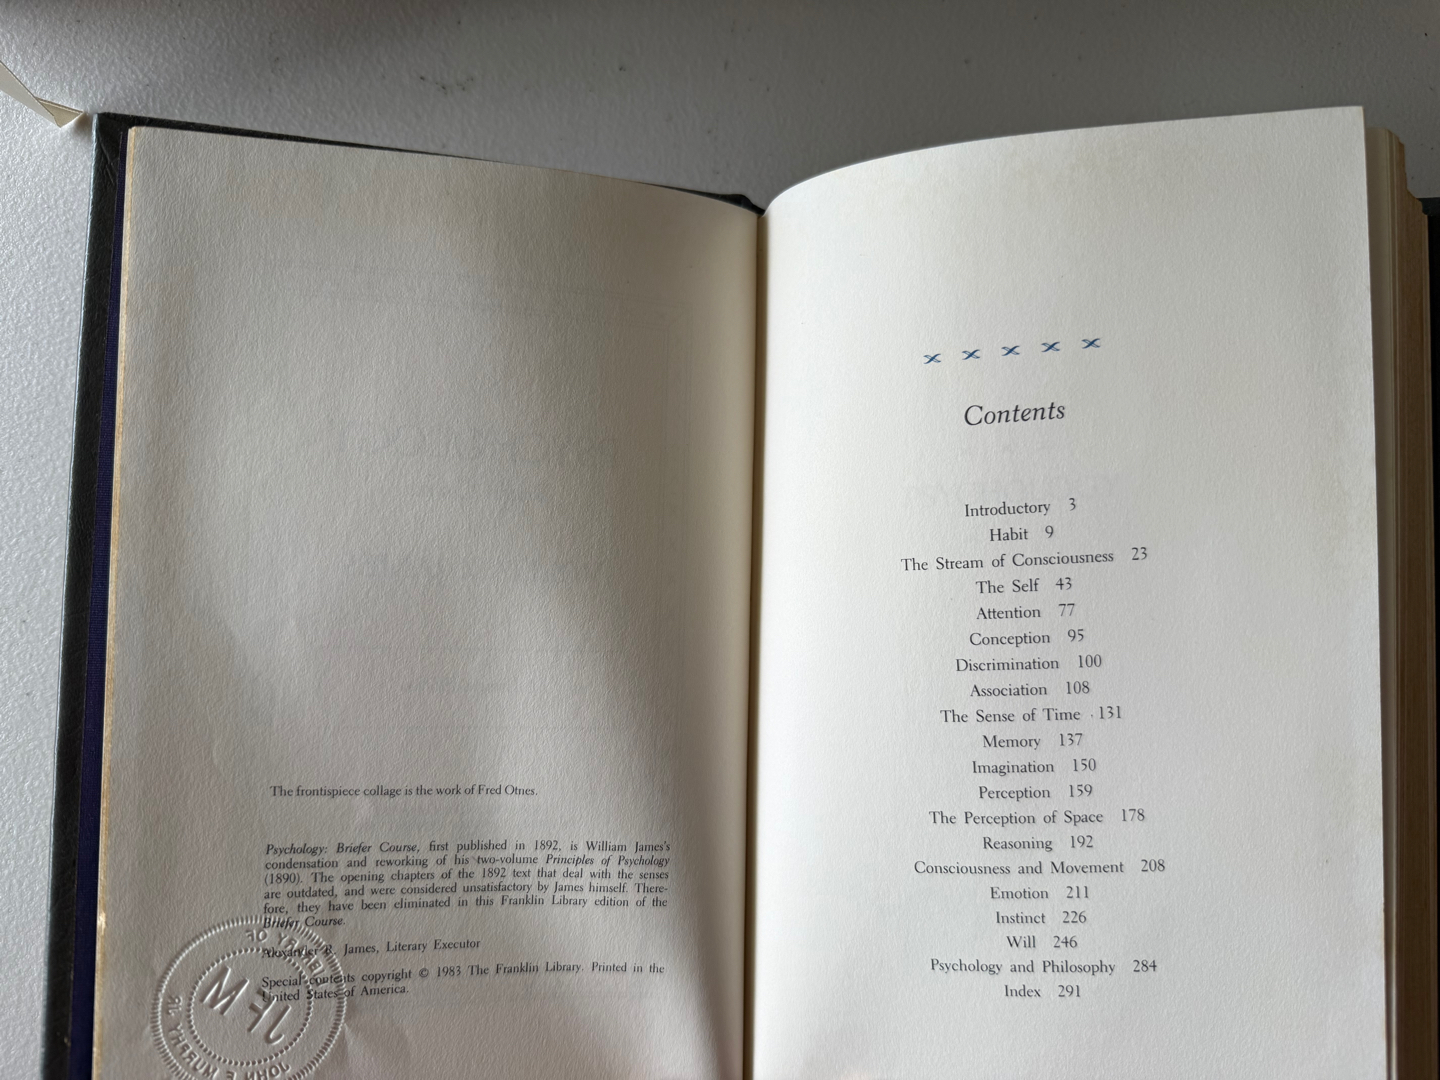 The frontispiece collage is the work of Fred Otnes.
Psychology: Briefer Course, first published in 1892, is William James's
condensation and reworking of his two-volume Principles of Psychology
(1890). The opening chapters of the 1892 text that deal with the senses
are outdated, and were considered unsatisfactory by James himself. There-
fore, they have been eliminated in this Franklin Library edition of the
Briefer Course.
Alexander R. James, Literary Executor
Special contents copyright © 1983 The Franklin Library. Printed in the
United States of America.
LIBRARY OF
JOHN E MURPHY JR
Contents
Introductory 3
Habit 9
The Stream of Consciousness 23
The Self 43
Attention 77
Conception 95
Discrimination 100
Association 108
The Sense of Time 131
Memory 137
Imagination 150
Perception 159
The Perception of Space 178
Reasoning 192
Consciousness and Movement 208
Emotion 211
Instinct 226
Will 246
Psychology and Philosophy 284
Index 291